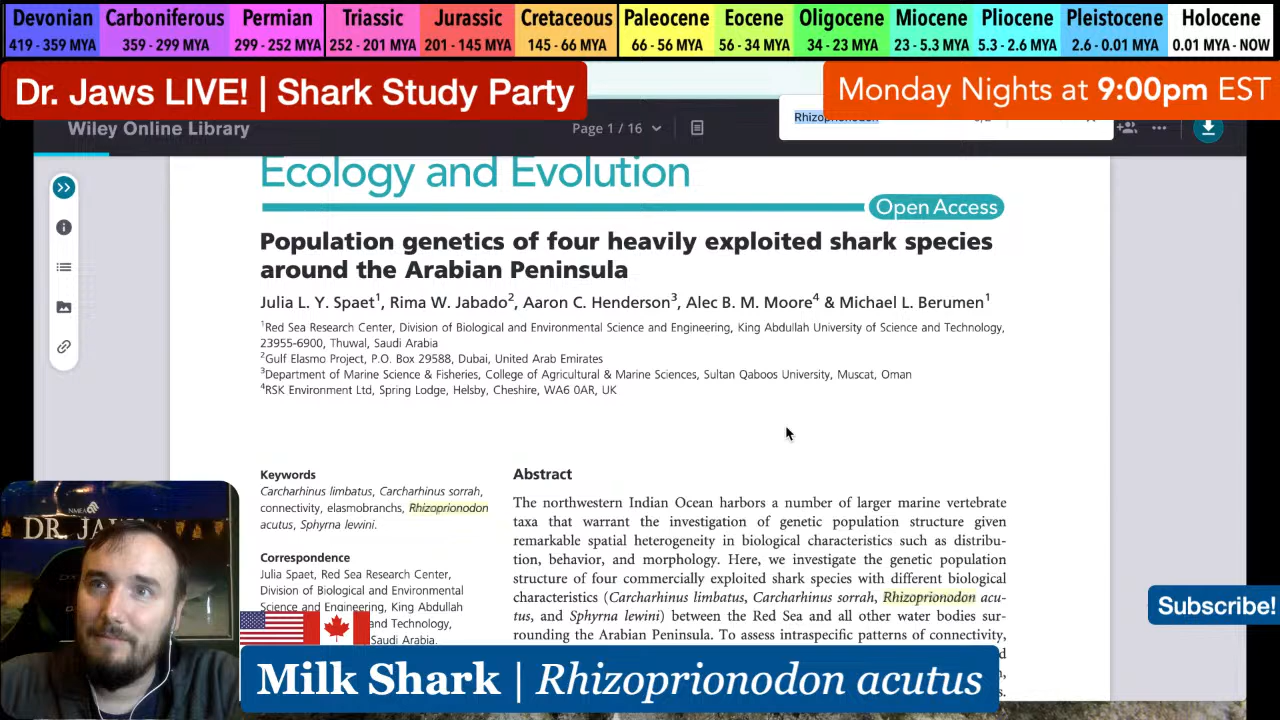 Devonian Carboniferous Permian Triassic Jurassic Cretaceous Paleocene Eocene Oligocene Miocene Pliocene Pleistocene Holocene
419 - 359 MYA 359 - 299 MYA 299 - 252 MYA 252 - 201 MYA 201 - 145 MYA 145 - 66 MYA 66 - 56 MYA 56 - 34 MYA 34 - 23 MYA 23 - 5.3 MYA 5.3 - 2.6 MYA 2.6 - 0.01 MYA 0.01 MYA - NOW
Dr. Jaws LIVE! | Shark Study Party
Monday Nights at 9:00pm EST
Wiley Online Library
Page 1 / 16
Rhizoprionodon
Ecology and Evolution
Open Access
Population genetics of four heavily exploited shark species
around the Arabian Peninsula
Julia L. Y. Spaet1, Rima W. Jabado2, Aaron C. Henderson3, Alec B. M. Moore4 & Michael L. Berumen1
1Red Sea Research Center, Division of Biological and Environmental Science and Engineering, King Abdullah University of Science and Technology,
23955-6900, Thuwal, Saudi Arabia
2Gulf Elasmo Project, P.O. Box 29588, Dubai, United Arab Emirates
3Department of Marine Science & Fisheries, College of Agricultural & Marine Sciences, Sultan Qaboos University, Muscat, Oman
4RSK Environment Ltd, Spring Lodge, Helsby, Cheshire, WA6 0AR, UK
Keywords
Carcharhinus limbatus, Carcharhinus sorrah,
connectivity, elasmobranchs, Rhizoprionodon
acutus, Sphyrna lewini.
Correspondence
Julia Spaet, Red Sea Research Center,
Division of Biological and Environmental
Science and Engineering, King Abdullah
and Technology,
Saudi Arabia.
Abstract
The northwestern Indian Ocean harbors a number of larger marine vertebrate
taxa that warrant the investigation of genetic population structure given
remarkable spatial heterogeneity in biological characteristics such as distribu-
tion, behavior, and morphology. Here, we investigate the genetic population
structure of four commercially exploited shark species with different biological
characteristics (Carcharhinus limbatus, Carcharhinus sorrah, Rhizoprionodon acu-
tus, and Sphyrna lewini) between the Red Sea and all other water bodies sur-
rounding the Arabian Peninsula. To assess intraspecific patterns of connectivity,
DR. JAWS
Subscribe!
Milk Shark | Rhizoprionodon acutus